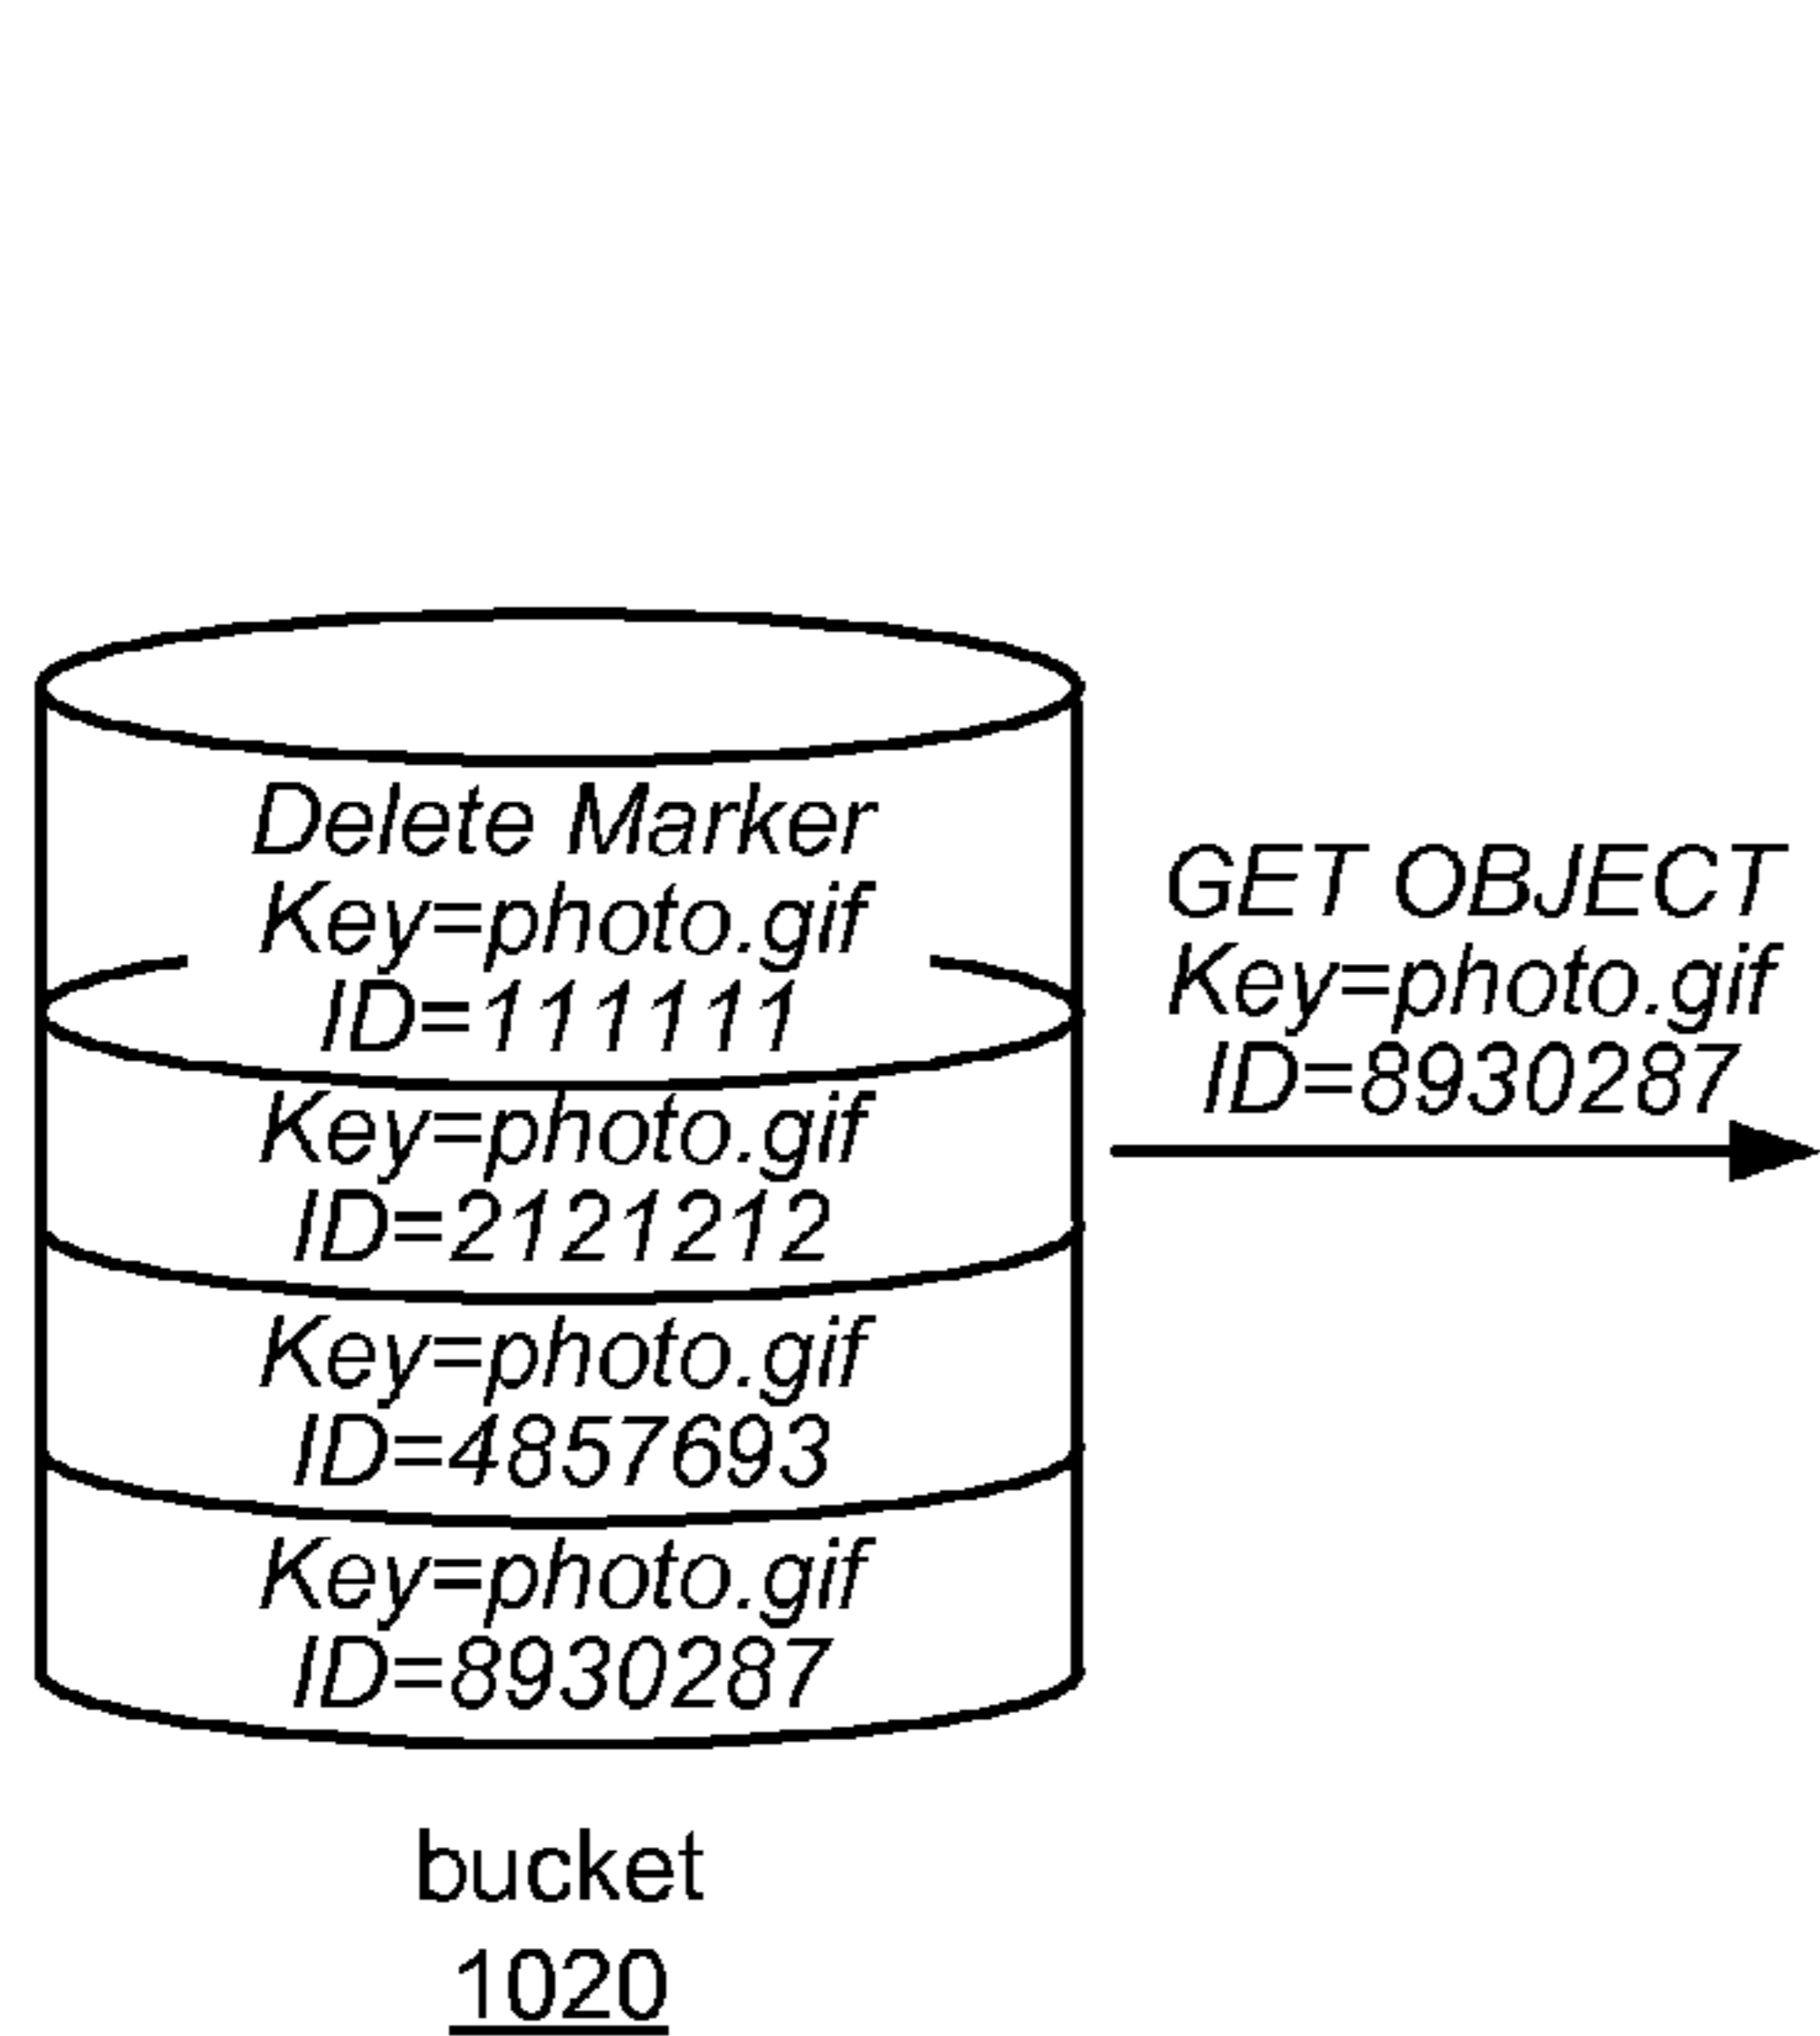 Delete Marker
Key=photo.gif
ID=111111
Key=photo.gif
ID=2121212
Key=photo.gif
ID=4857693
Key=photo.gif
ID=8930287
bucket
1020
GET OBJECT
Key=photo.gif
ID=8930287